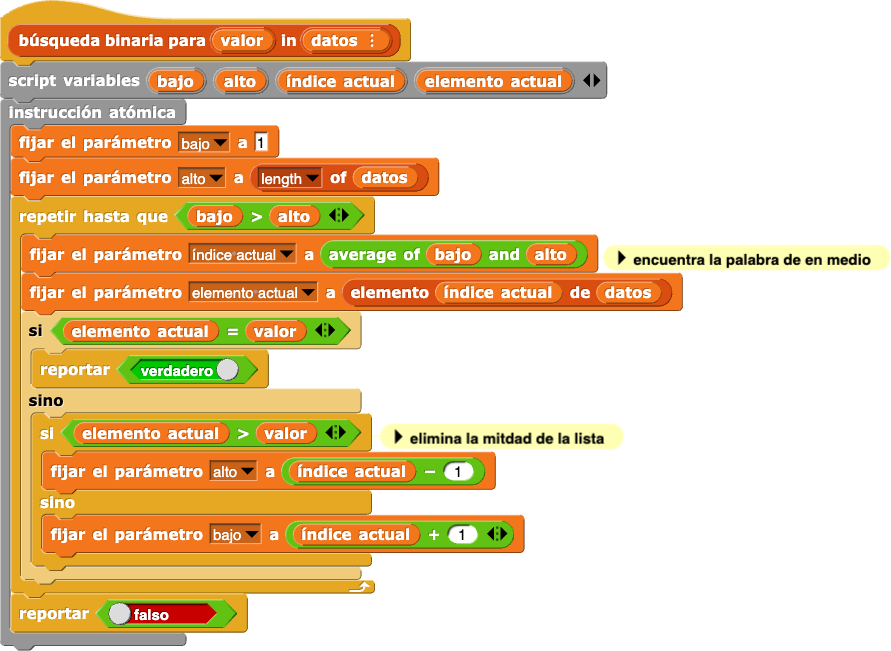 búsqueda binaria para valor in datos ⋮
script variables bajo alto índice actual elemento actual
instrucción atómica
fijar el parámetro bajo a 1
fijar el parámetro alto a length of datos
repetir hasta que bajo > alto
fijar el parámetro índice actual a average of bajo and alto
encuentra la palabra de en medio
fijar el parámetro elemento actual a elemento índice actual de datos
si elemento actual = valor
reportar verdadero
sino
si elemento actual > valor
elimina la mitdad de la lista
fijar el parámetro alto a índice actual - 1
sino
fijar el parámetro bajo a índice actual + 1
reportar falso